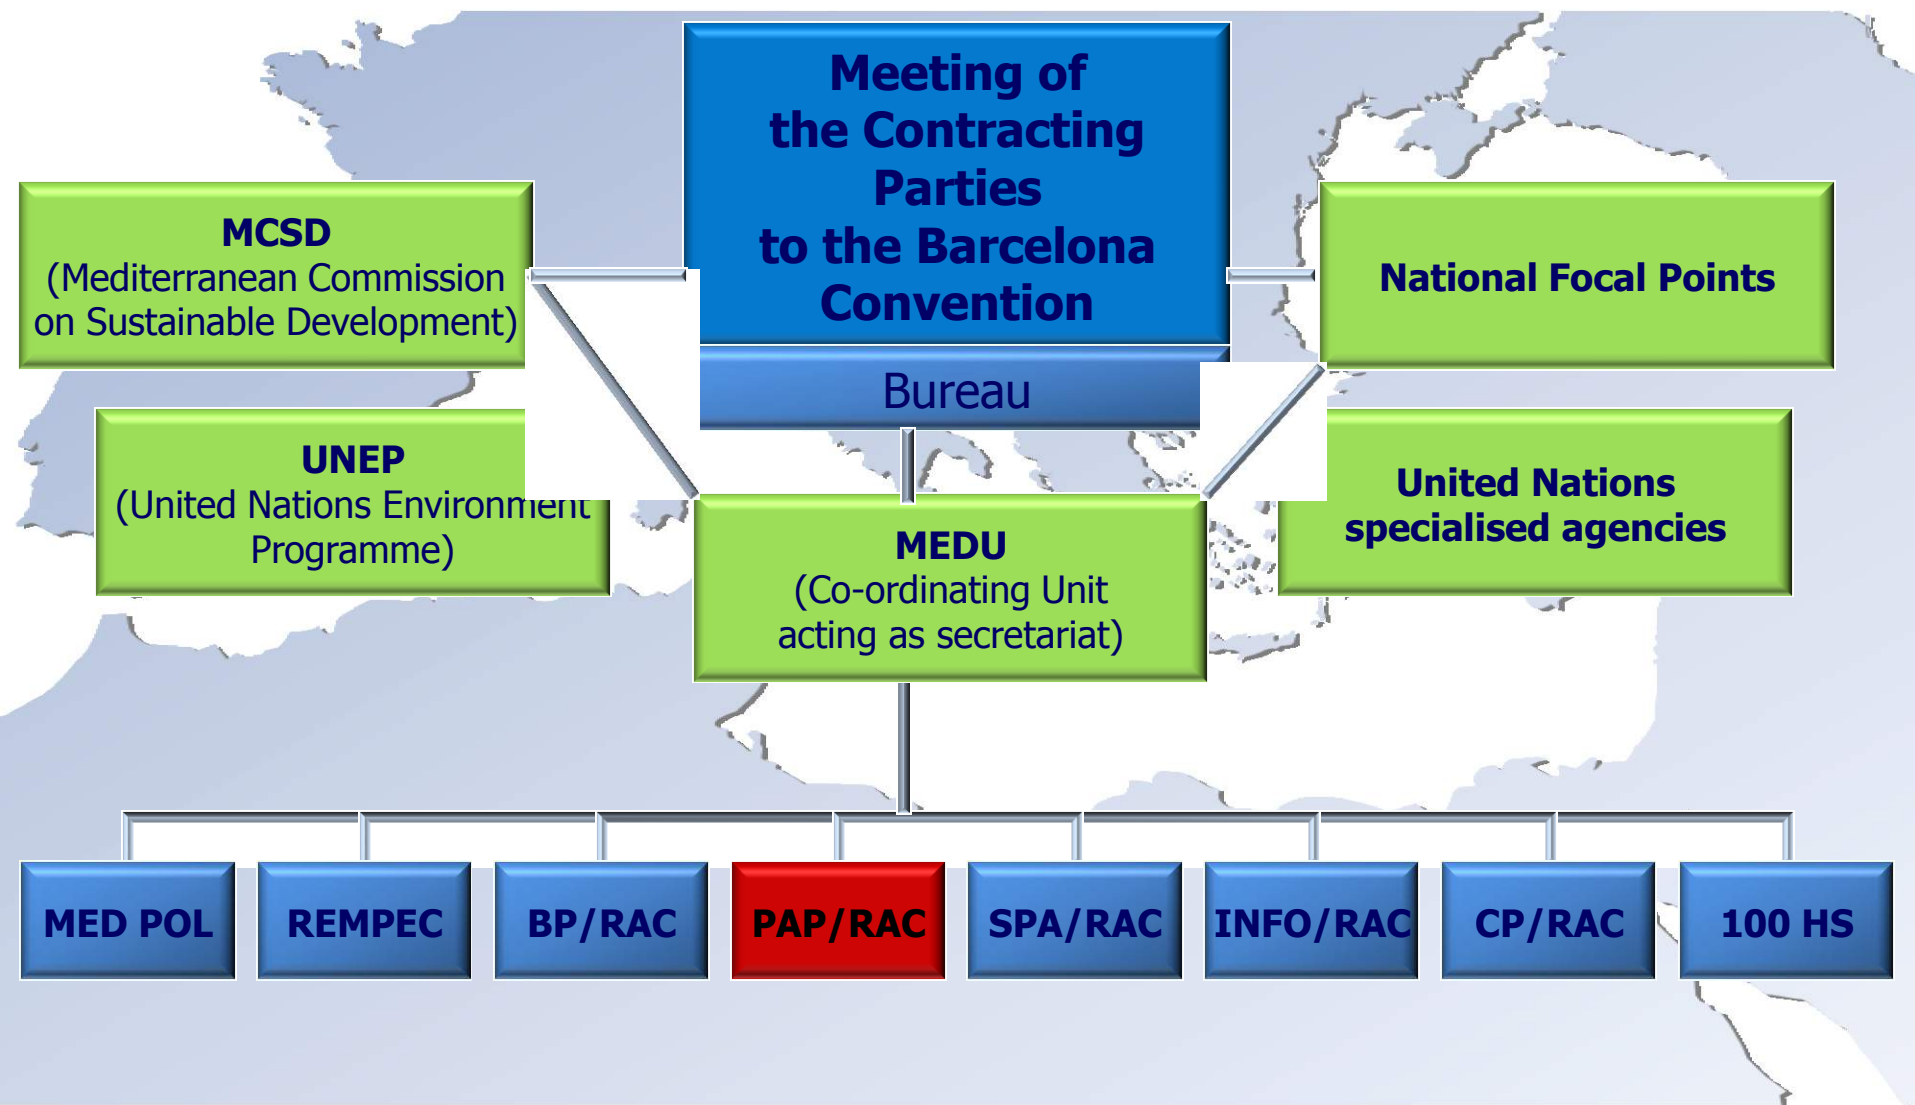 Meeting of
the Contracting
Parties
to the Barcelona
Convention
Bureau
MCSD
(Mediterranean Commission
on Sustainable Development)
National Focal Points
UNEP
(United Nations Environment
Programme)
United Nations
specialised agencies
MEDU
(Co-ordinating Unit
acting as secretariat)
MED POL
REMPEC
BP/RAC
PAP/RAC
SPA/RAC
INFO/RAC
CP/RAC
100 HS